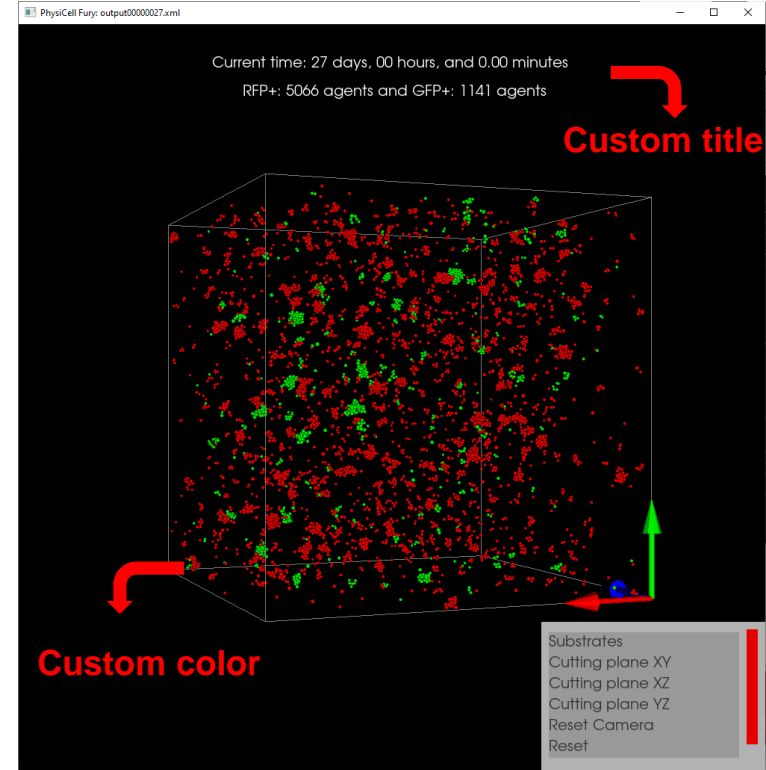 PhysiCell Fury: output00000027.xml
Current time: 27 days, 00 hours, and 0.00 minutes
RFP+: 5066 agents and GFP+: 1141 agents
Custom title
Custom color
Substrates
Cutting plane XY
Cutting plane XZ
Cutting plane YZ
Reset Camera
Reset